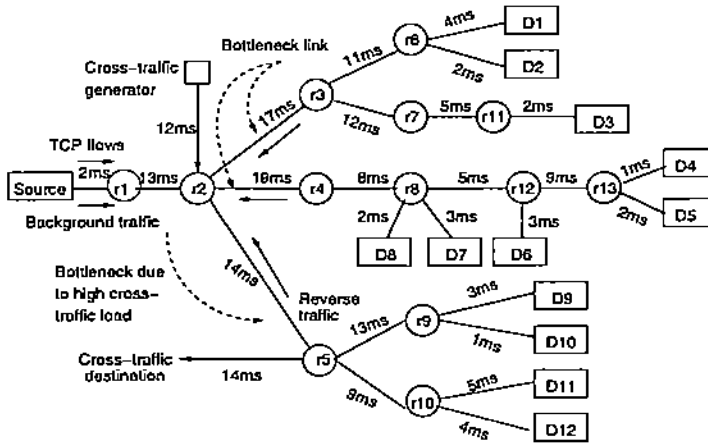 4ms
D1
r6
Bottleneck link
11ms
D2
2ms
Cross-traffic
generator
r3
17ms
5ms
r11
2ms
r7
D3
12ms
12ms
TCP flows
2ms
13ms
Source
r1
r2
16ms
r4
8ms
r8
5ms
r12
9ms
r13
1ms
D4
D5
2ms
Background traffic
2ms
3ms
3ms
D8
D7
D6
Bottleneck due
to high cross-
traffic load
14ms
Reverse
traffic
3ms
D9
13ms
r9
1ms
D10
Cross-traffic
destination
14ms
r5
9ms
r10
5ms
D11
4ms
D12